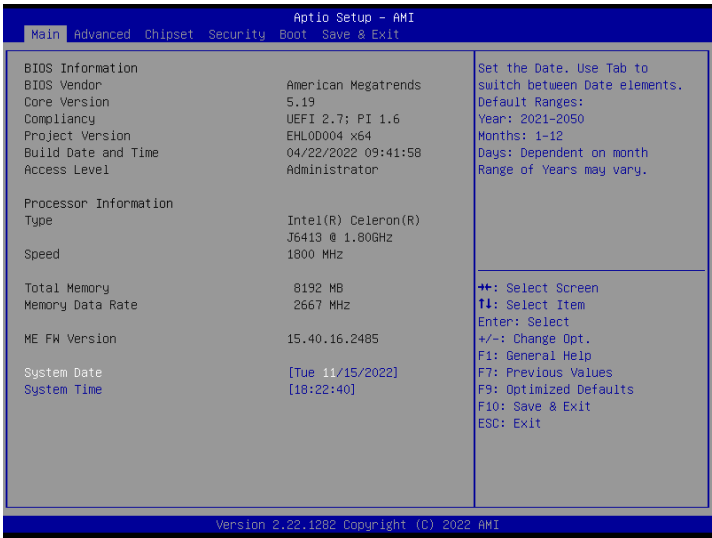 Aptio Setup – AMI
Main Advanced Chipset Security Boot Save & Exit
BIOS Information
BIOS Vendor American Megatrends
Core Version 5.19
Compliancy UEFI 2.7; PI 1.6
Project Version EHLOD004 x64
Build Date and Time 04/22/2022 09:41:58
Access Level Administrator
Processor Information
Type Intel(R) Celeron(R)
J6413 @ 1.80GHz
Speed 1800 MHz
Total Memory 8192 MB
Memory Data Rate 2667 MHz
ME FW Version 15.40.16.2485
System Date [Tue 11/15/2022]
System Time [18:22:40]
Set the Date. Use Tab to
switch between Date elements.
Default Ranges:
Year: 2021–2050
Months: 1–12
Days: Dependent on month
Range of Years may vary.
→←: Select Screen
↑↓: Select Item
Enter: Select
+/–: Change Opt.
F1: General Help
F7: Previous Values
F9: Optimized Defaults
F10: Save & Exit
ESC: Exit
Version 2.22.1282 Copyright (C) 2022 AMI